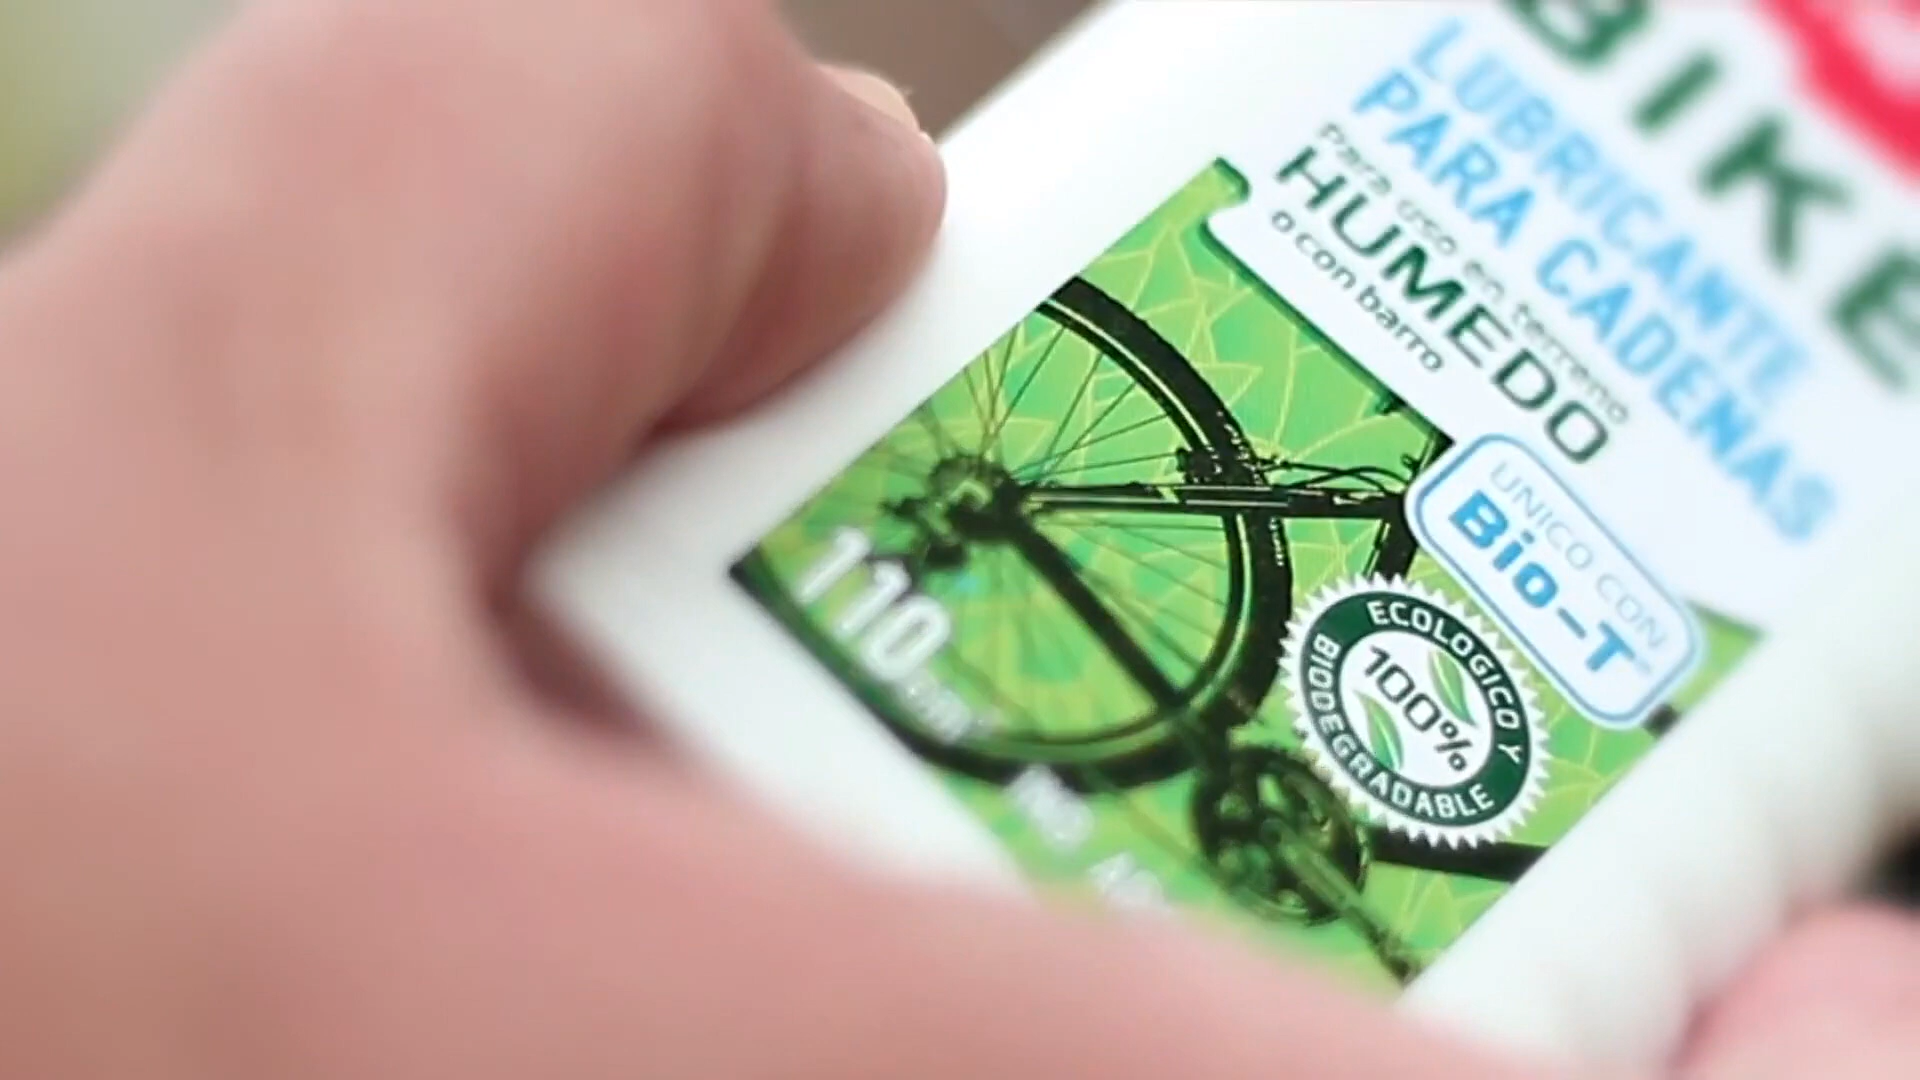 BIKE
LUBRICANTE
PARA CADENAS
Para uso en terreno
HUMEDO
o con barro
UNICO CON
Bio-T
ECOLOGICO Y
100%
BIODEGRADABLE
110